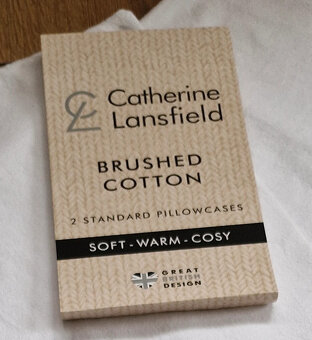 Catherine
Lansfield
BRUSHED
COTTON
2 STANDARD PILLOWCASES
SOFT - WARM - COSY
GREAT
BRITISH
DESIGN